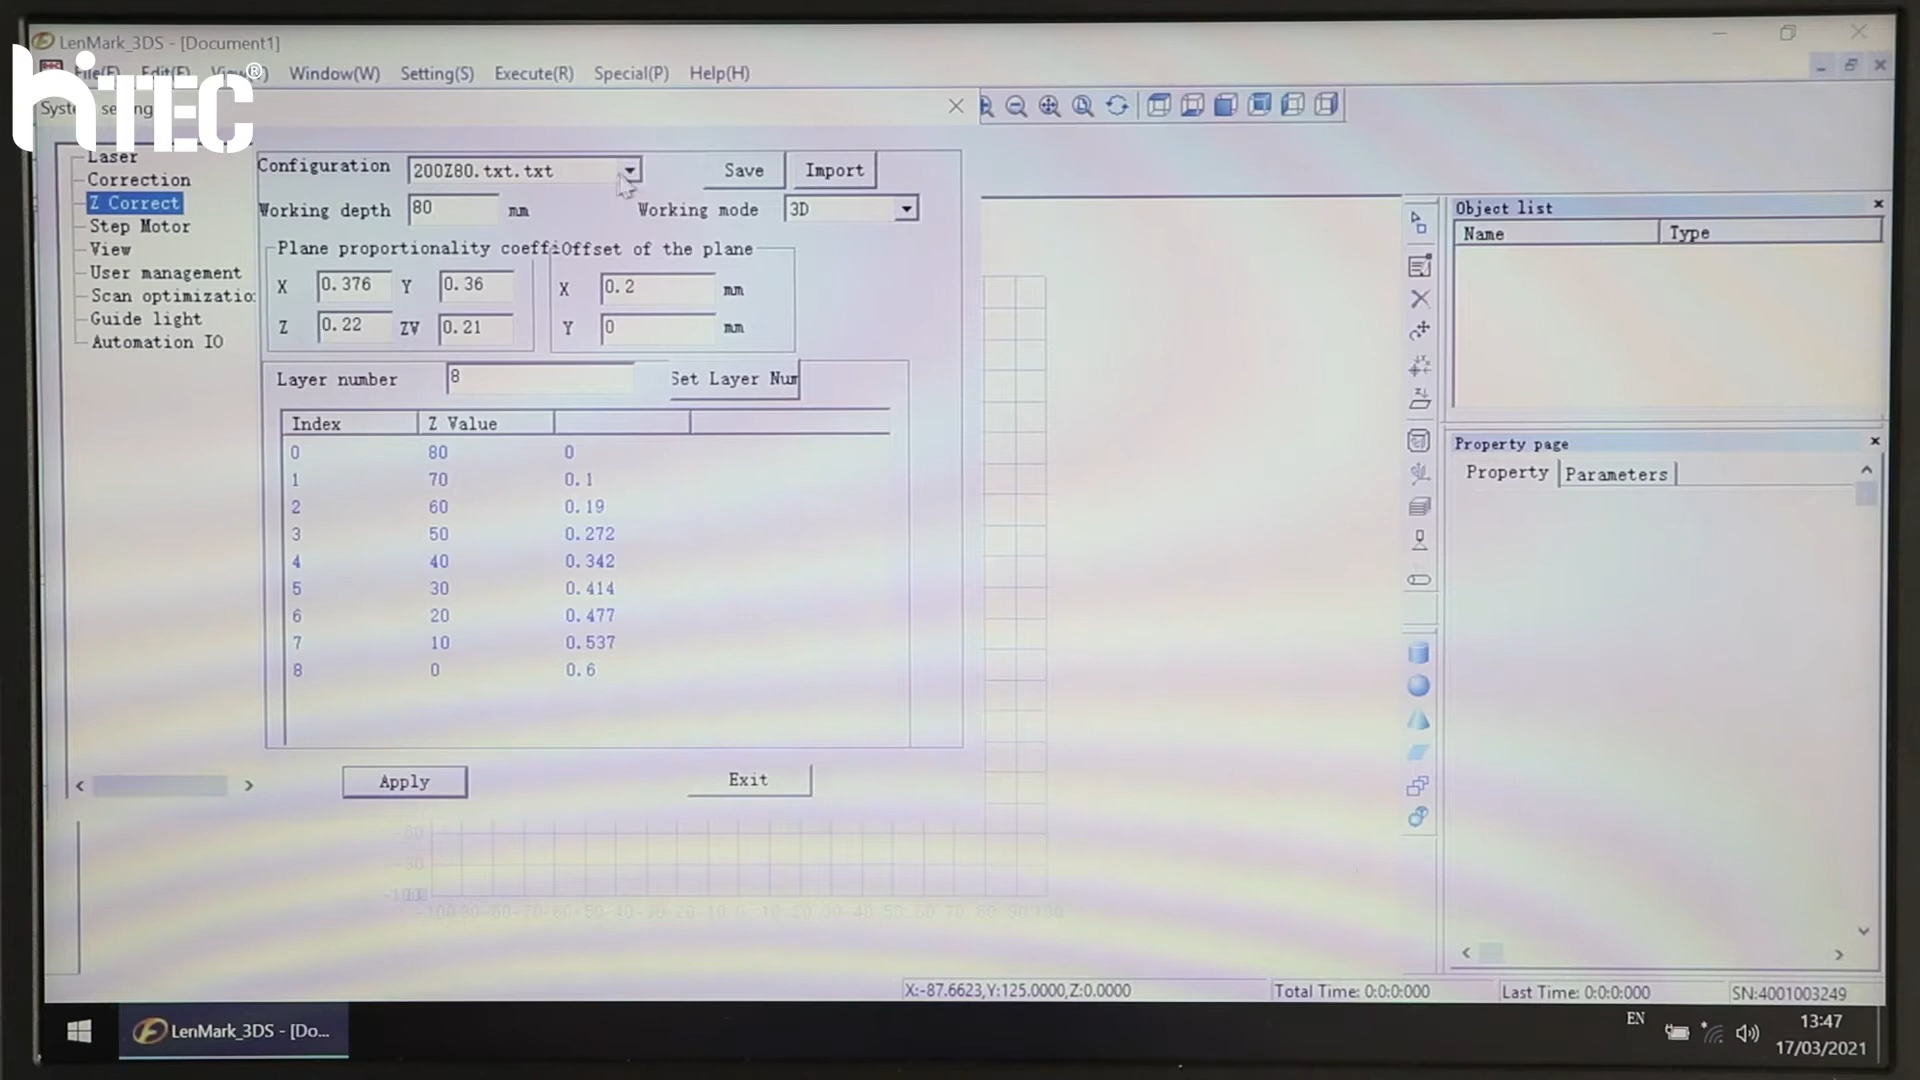 LenMark_3DS - [Document1]
hiTEC®
File(F) Edit(E) View(V) Window(W) Setting(S) Execute(R) Special(P) Help(H)
System setting
Laser
Correction
Z Correct
Step Motor
View
User management
Scan optimizatio
Guide light
Automation IO
Configuration 200Z80.txt.txt Save Import
Working depth 80 mm Working mode 3D
Plane proportionality coeffi Offset of the plane
X 0.376 Y 0.36 X 0.2 mm
Z 0.22 ZV 0.21 Y 0 mm
Layer number 8 Set Layer Num
Index Z Value
0 80 0
1 70 0.1
2 60 0.19
3 50 0.272
4 40 0.342
5 30 0.414
6 20 0.477
7 10 0.537
8 0 0.6
Apply Exit
Object list
Name Type
Property page
Property Parameters
X:-87.6623,Y:125.0000,Z:0.0000 Total Time: 0:0:0:000 Last Time: 0:0:0:000 SN:4001003249
LenMark_3DS - [Do...
EN
13:47
17/03/2021